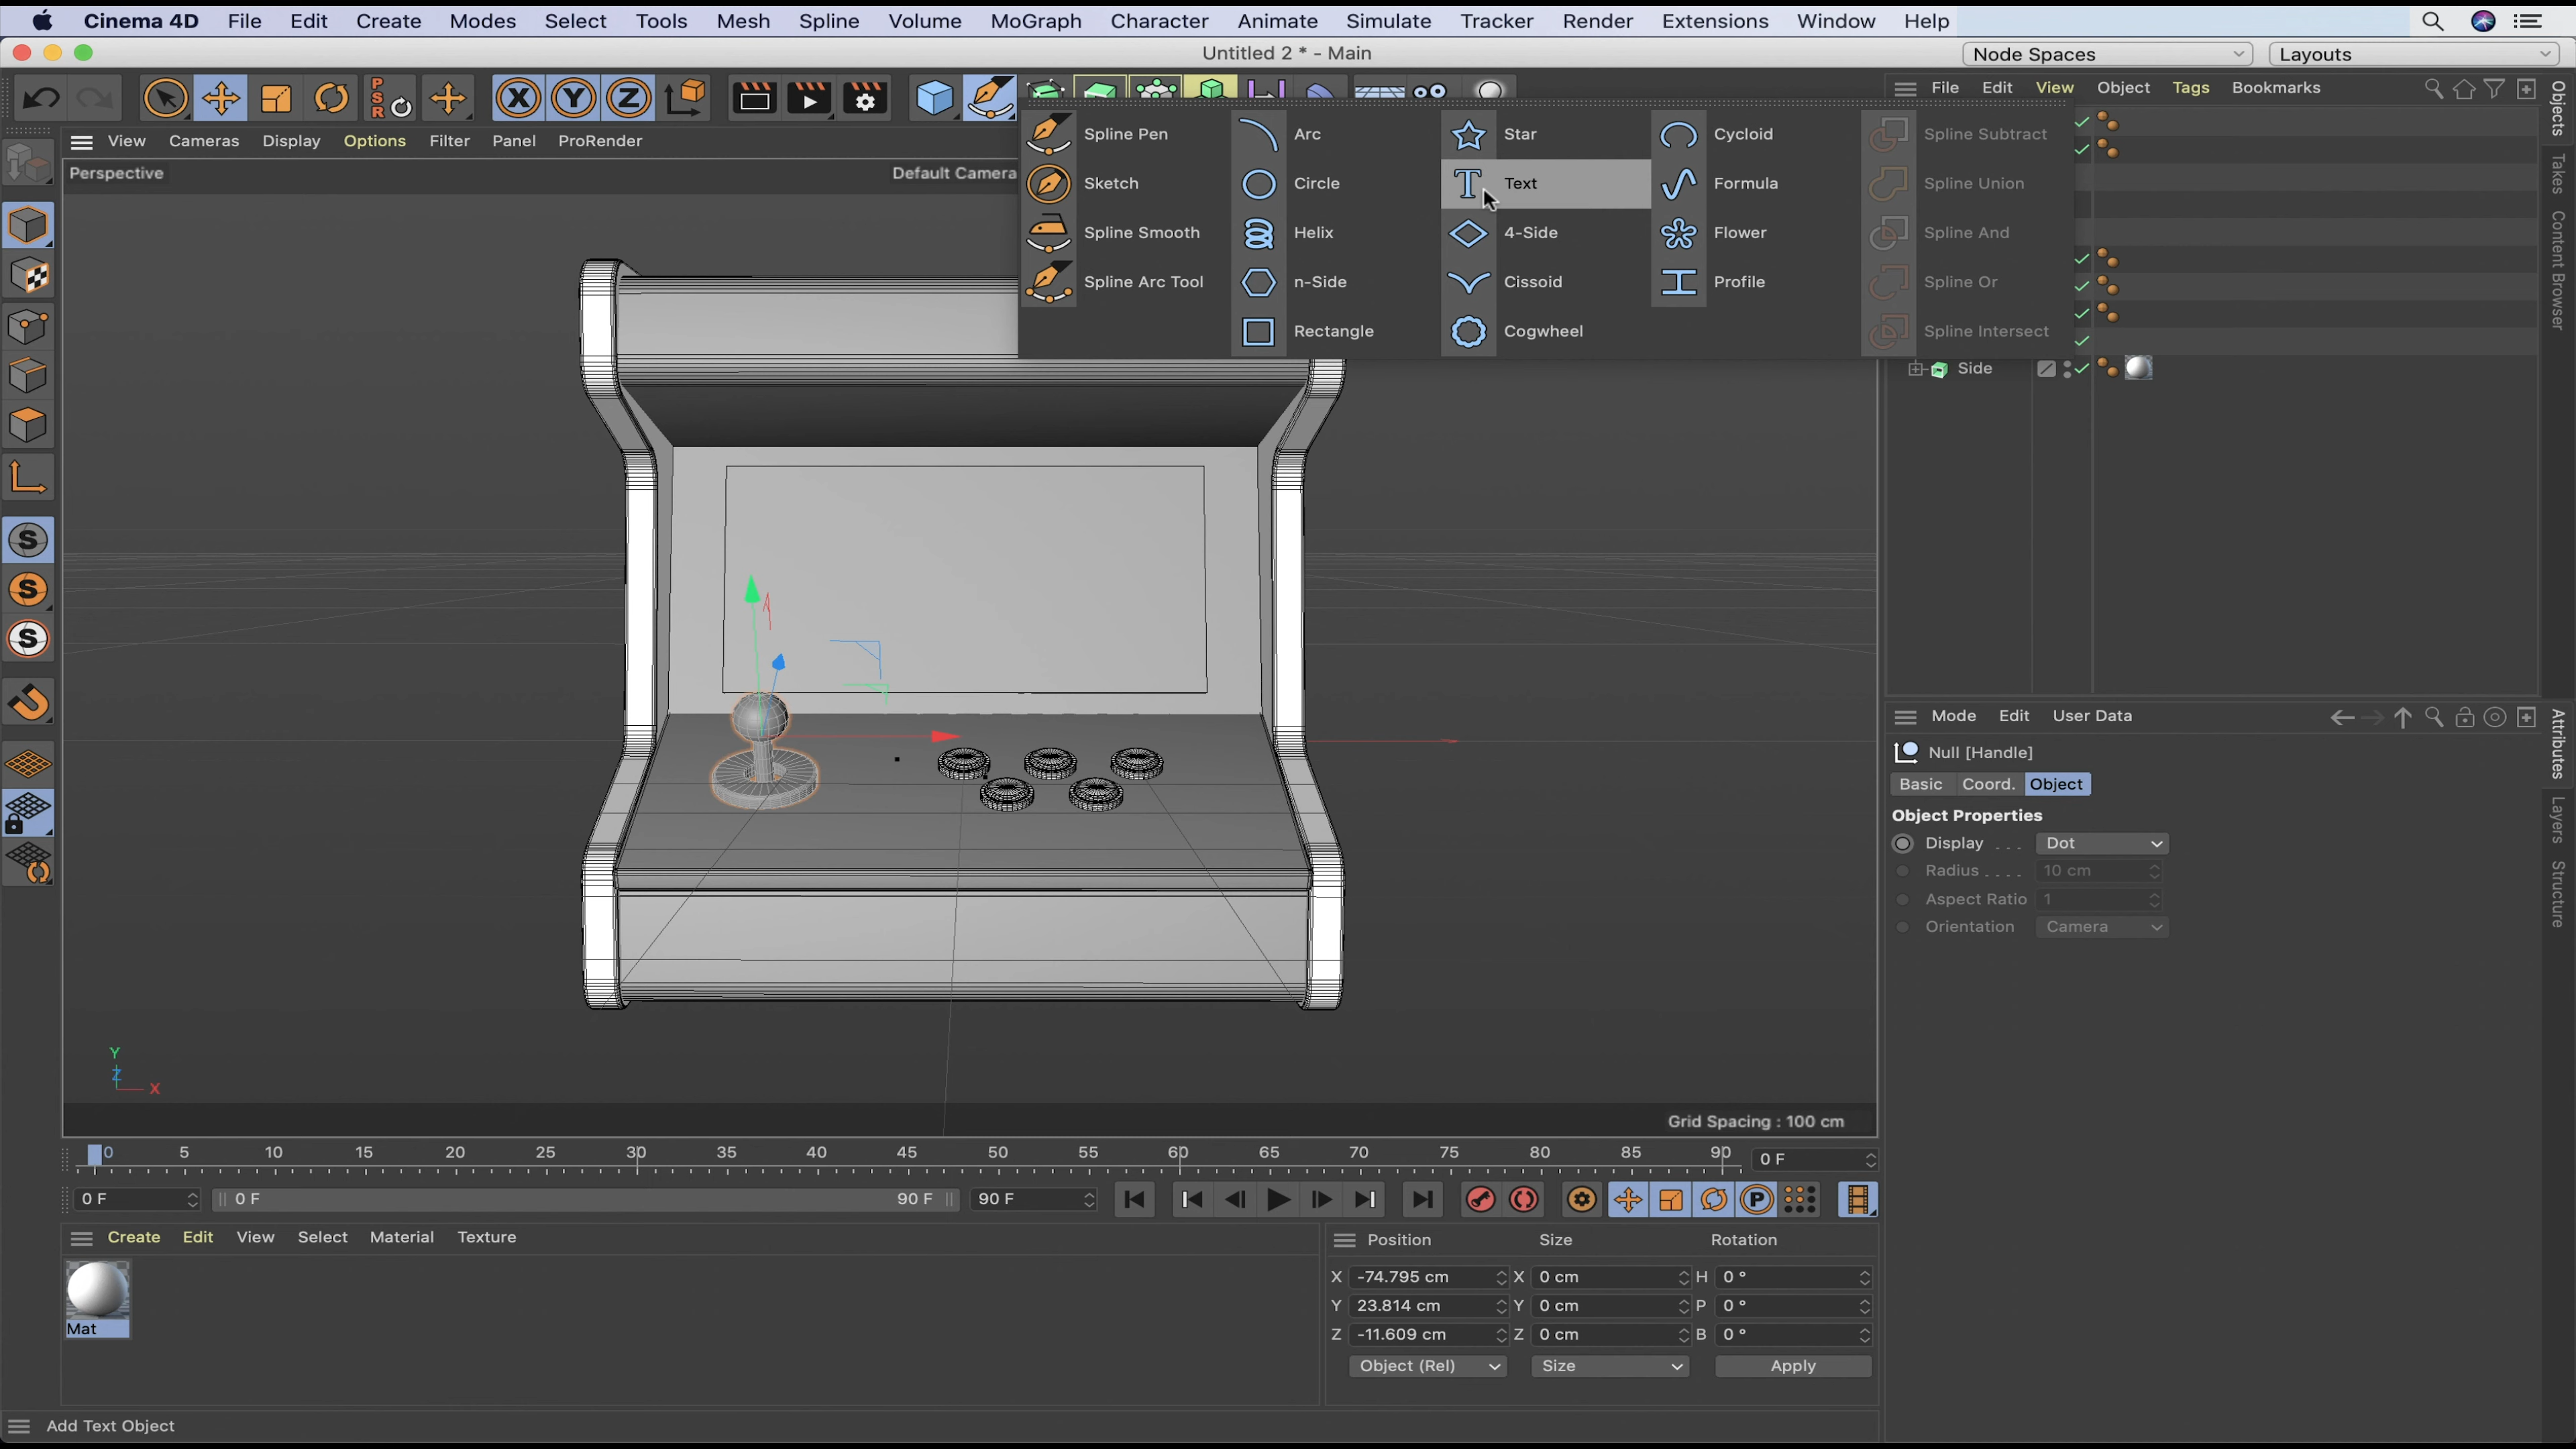 Cinema 4D File Edit Create Modes Select Tools Mesh Spline Volume MoGraph Character Animate Simulate Tracker Render Extensions Window Help
Untitled 2 * - Main
Node Spaces Layouts
PSR X Y Z
File Edit View Object Tags Bookmarks
View Cameras Display Options Filter Panel ProRender
Perspective
Default Camera
Spline Pen Arc Star Cycloid Spline Subtract
Sketch Circle Text Formula Spline Union
Spline Smooth Helix 4-Side Flower Spline And
Spline Arc Tool n-Side Cissoid Profile Spline Or
Rectangle Cogwheel Spline Intersect
Side
Objects
Takes
Content Browser
S
S
S
Mode Edit User Data
Null [Handle]
Basic Coord. Object
Object Properties
Display . . . Dot
Radius . . . . 10 cm
Aspect Ratio 1
Orientation Camera
Attributes
Layers
Structure
Y
Z
X
Grid Spacing : 100 cm
0 5 10 15 20 25 30 35 40 45 50 55 60 65 70 75 80 85 90 0 F
0 F 0 F 90 F 90 F P
Create Edit View Select Material Texture
Mat
Position Size Rotation
X -74.795 cm X 0 cm H 0 °
Y 23.814 cm Y 0 cm P 0 °
Z -11.609 cm Z 0 cm B 0 °
Object (Rel) Size Apply
Add Text Object